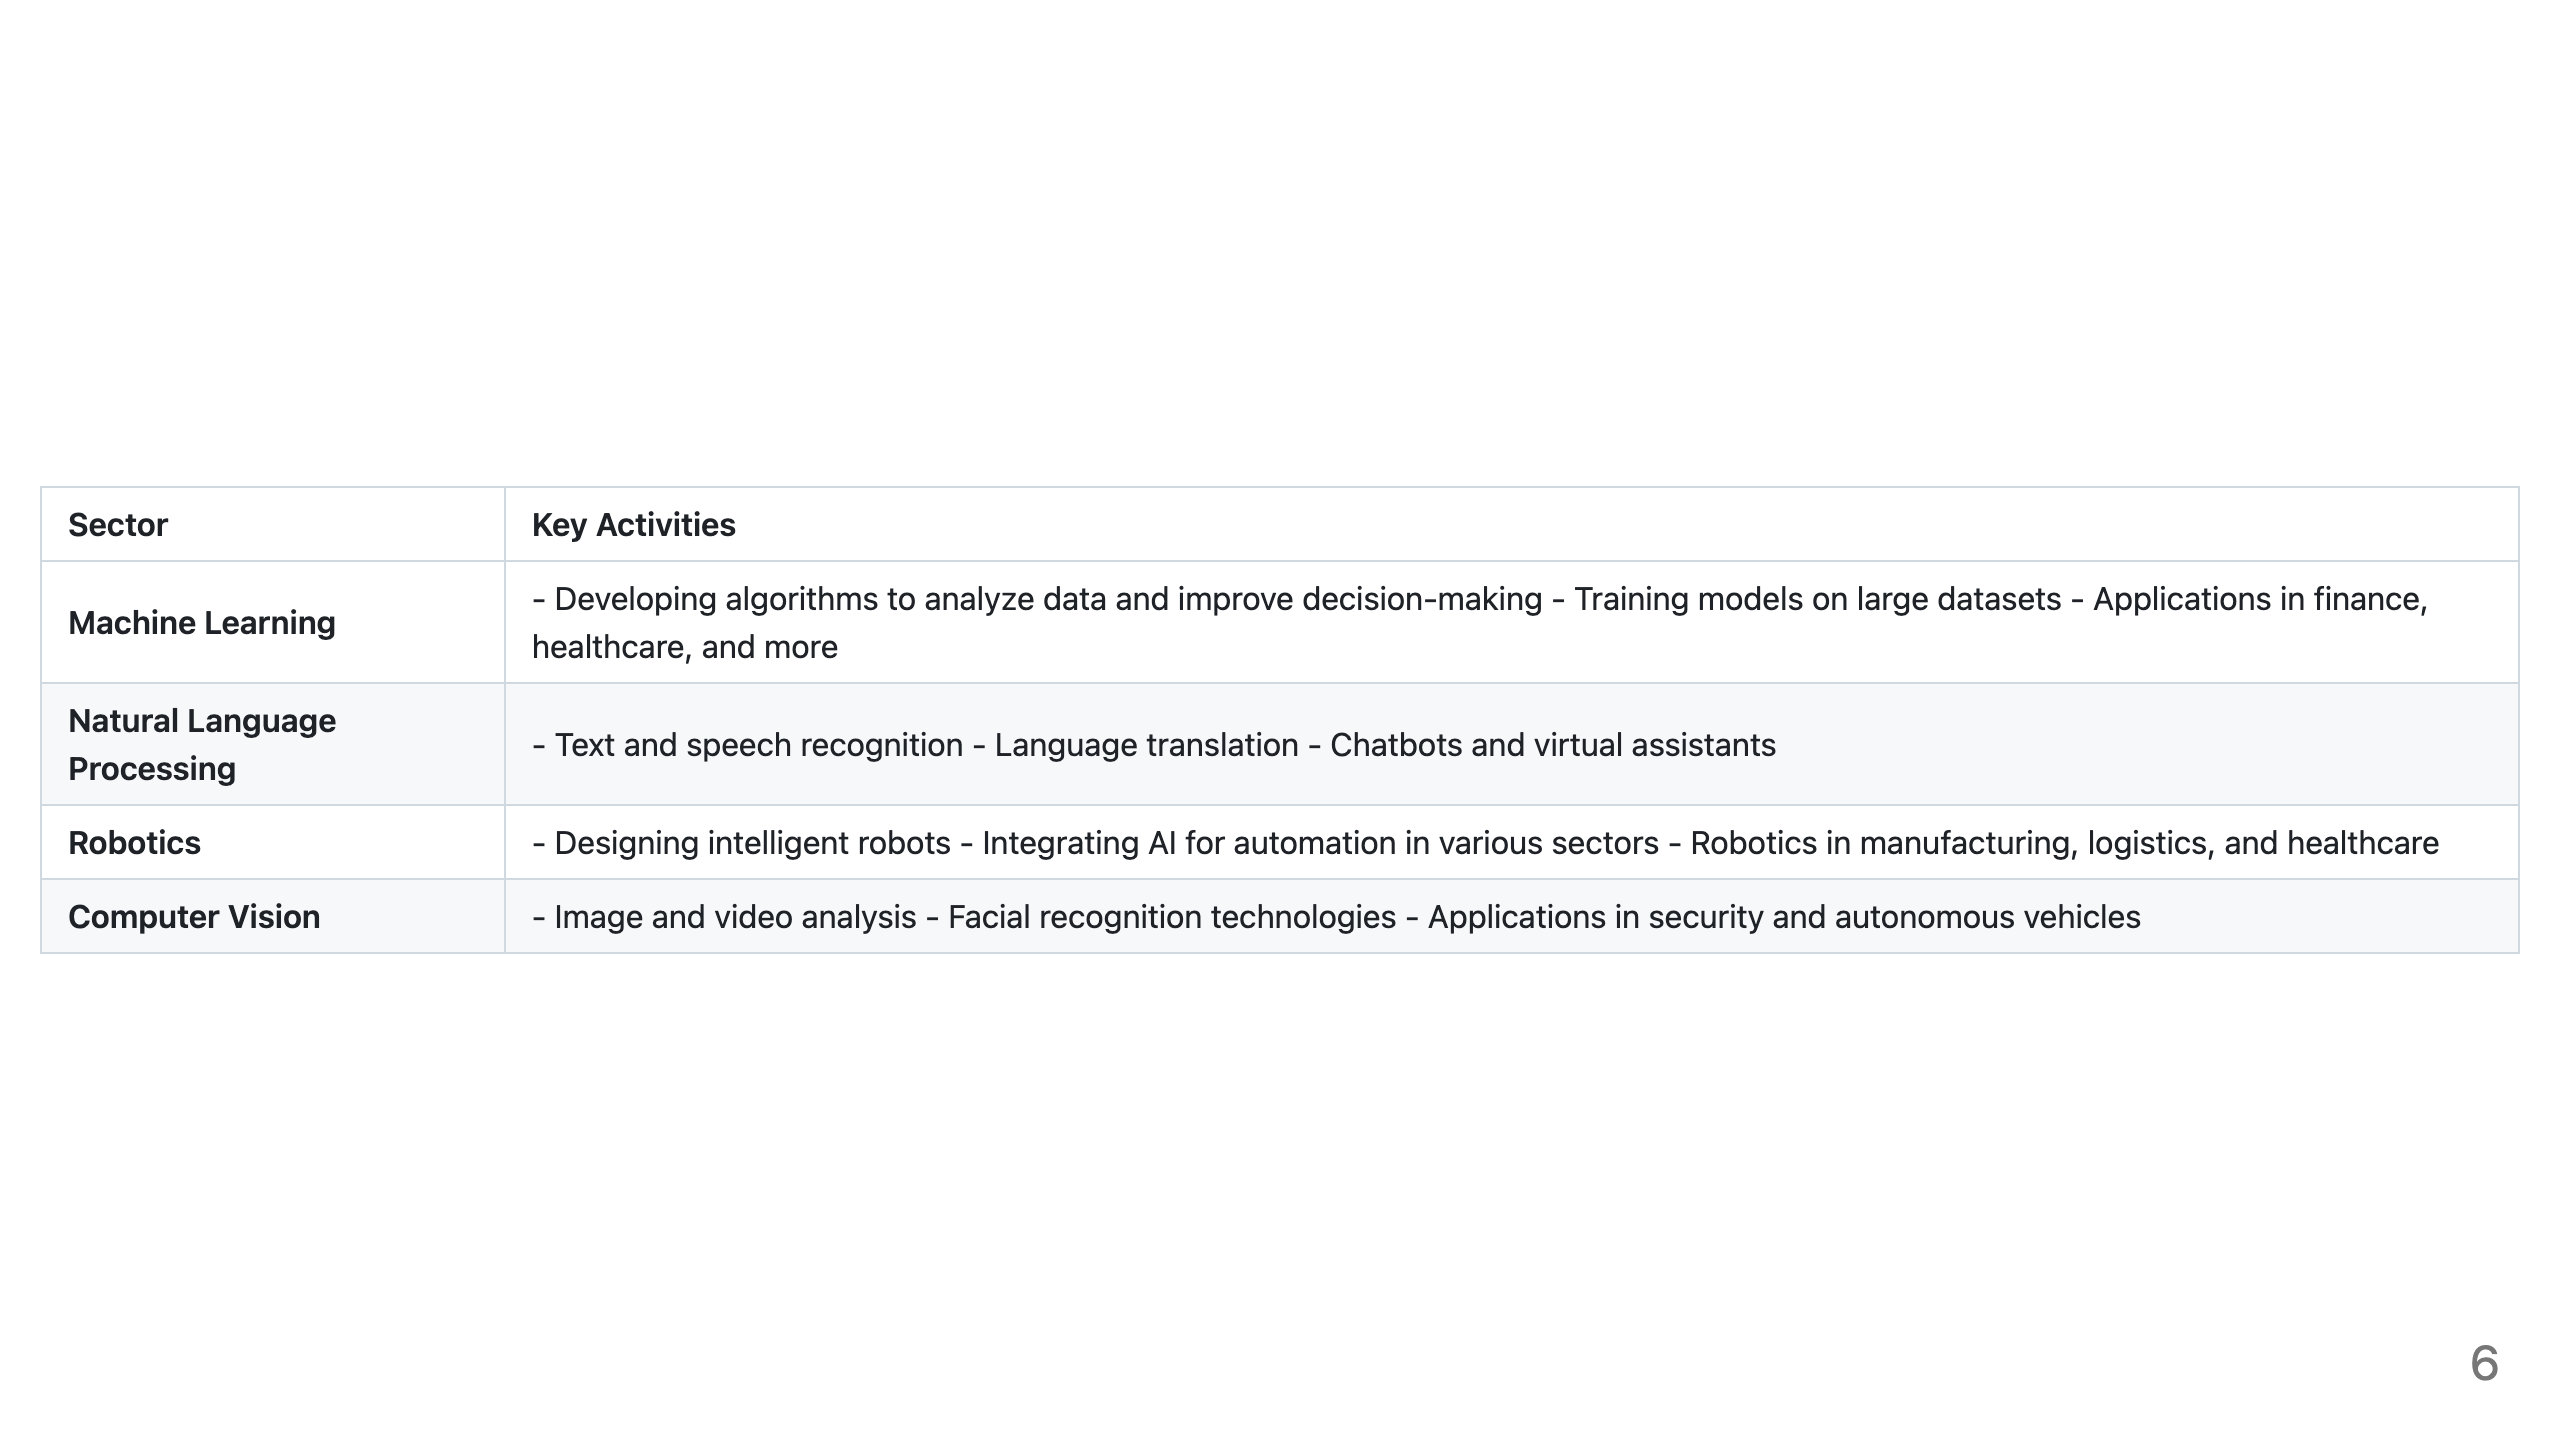 Sector
Key Activities
Machine Learning
- Developing algorithms to analyze data and improve decision-making - Training models on large datasets - Applications in finance,
healthcare, and more
Natural Language
Processing
- Text and speech recognition - Language translation - Chatbots and virtual assistants
Robotics
- Designing intelligent robots - Integrating AI for automation in various sectors - Robotics in manufacturing, logistics, and healthcare
Computer Vision
- Image and video analysis - Facial recognition technologies - Applications in security and autonomous vehicles
6